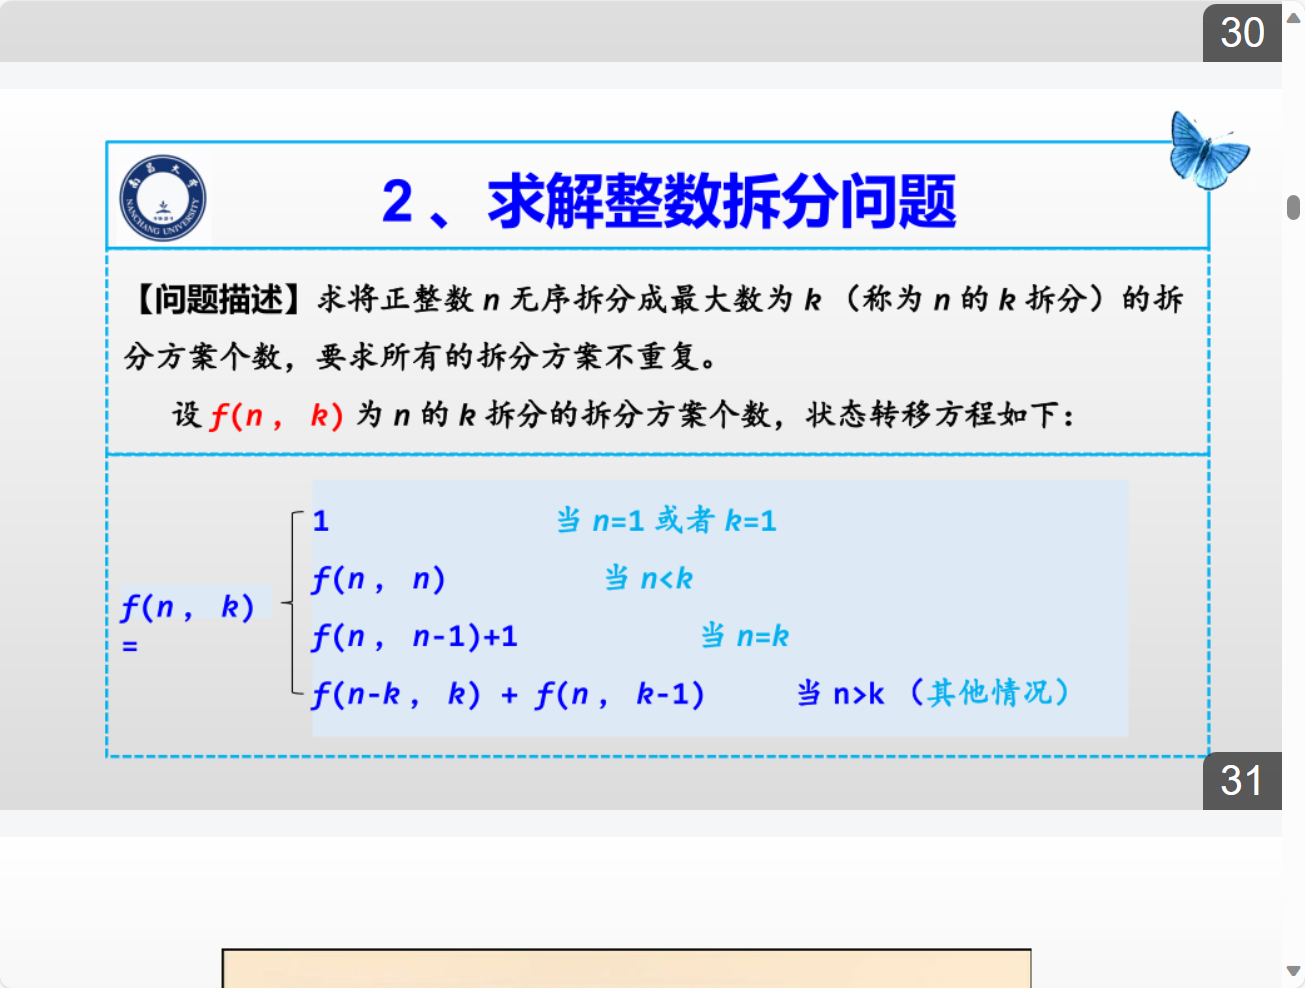 30
南昌大学
NANCHANG UNIVERSITY
2、求解整数拆分问题
【问题描述】求将正整数 n 无序拆分成最大数为 k（称为 n 的 k 拆分）的拆
分方案个数，要求所有的拆分方案不重复。
设 f(n， k) 为 n 的 k 拆分的拆分方案个数，状态转移方程如下：
1 当 n=1 或者 k=1
f(n， n) 当 n<k
f(n， k)
=
f(n， n-1)+1 当 n=k
f(n-k， k) + f(n， k-1) 当 n>k（其他情况）
31